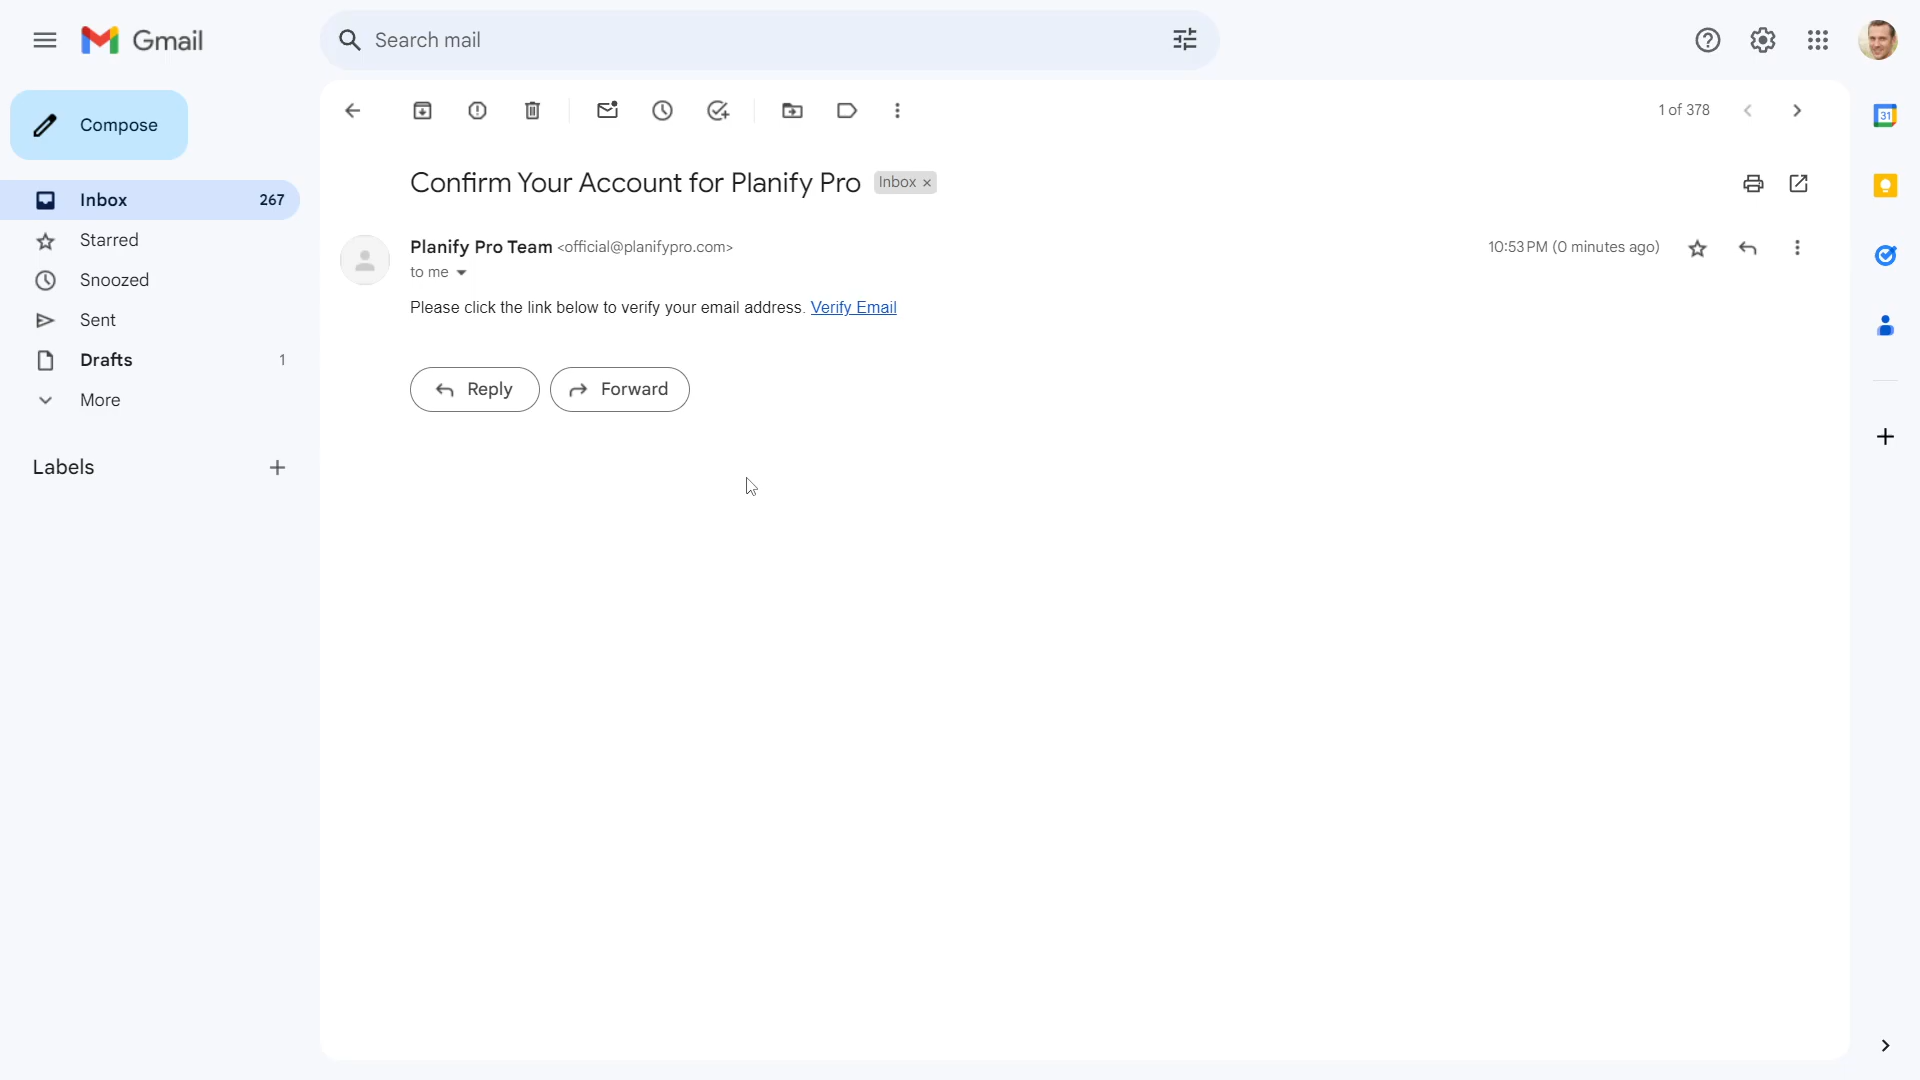 Gmail
Search mail
Compose
1 of 378
Inbox 267
Starred
Snoozed
Sent
Drafts 1
More
Labels
Confirm Your Account for Planify Pro Inbox ×
Planify Pro Team <official@planifypro.com> 10:53 PM (0 minutes ago)
to me
Please click the link below to verify your email address. Verify Email
Reply Forward
31